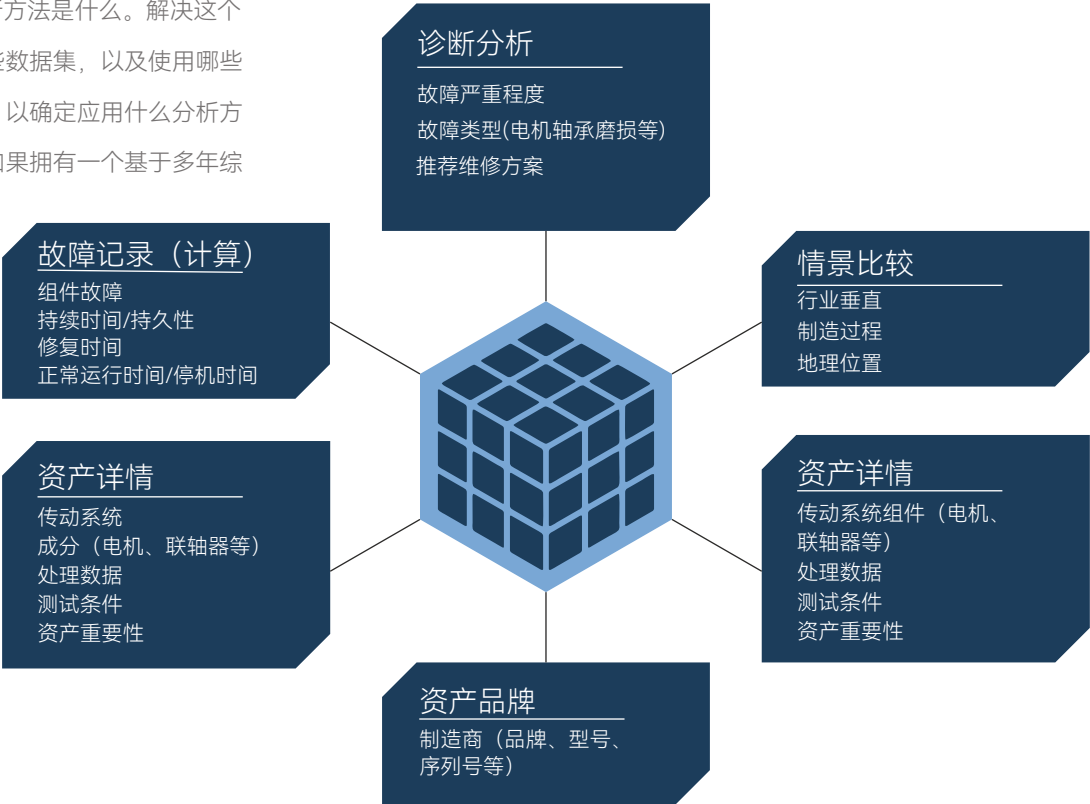 方法是什么。解决这个
数据集，以及使用哪些
以确定应用什么分析方
如果拥有一个基于多年综
诊断分析
故障严重程度
故障类型(电机轴承磨损等)
推荐维修方案
故障记录（计算）
组件故障
持续时间/持久性
修复时间
正常运行时间/停机时间
情景比较
行业垂直
制造过程
地理位置
资产详情
传动系统
成分（电机、联轴器等）
处理数据
测试条件
资产重要性
资产详情
传动系统组件（电机、
联轴器等）
处理数据
测试条件
资产重要性
资产品牌
制造商（品牌、型号、
序列号等）